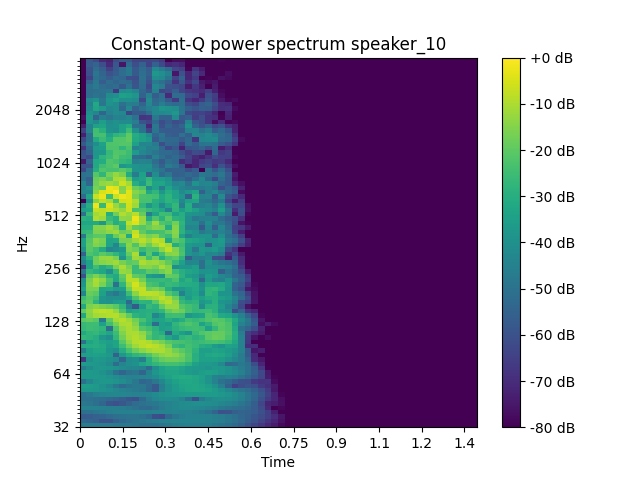 Constant-Q power spectrum speaker_10
Hz
2048
1024
512
256
128
64
32
0 0.15 0.3 0.45 0.6 0.75 0.9 1.1 1.2 1.4
Time
+0 dB
-10 dB
-20 dB
-30 dB
-40 dB
-50 dB
-60 dB
-70 dB
-80 dB